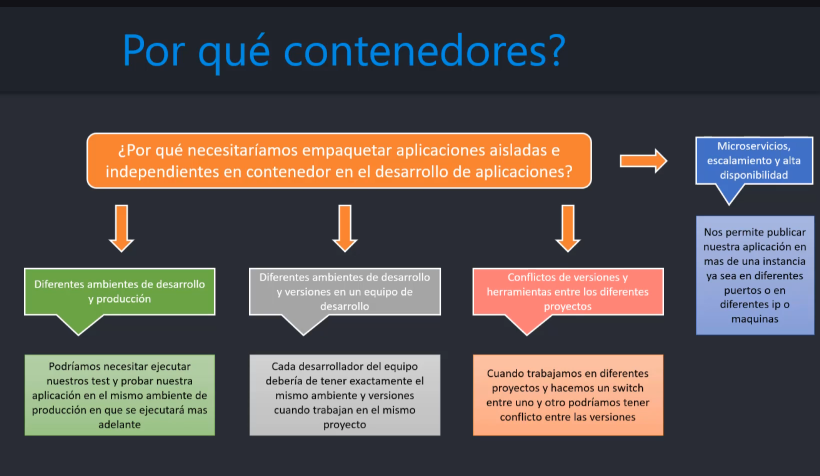 Por qué contenedores?
¿Por qué necesitaríamos empaquetar aplicaciones aisladas e
independientes en contenedor en el desarrollo de aplicaciones?
Microservicios,
escalamiento y alta
disponibilidad
Nos permite publicar
nuestra aplicación en
mas de una instancia
ya sea en diferentes
puertos o en
diferentes ip o
maquinas
Diferentes ambientes de desarrollo
y producción
Podríamos necesitar ejecutar
nuestros test y probar nuestra
aplicación en el mismo ambiente de
producción en que se ejecutará mas
adelante
Diferentes ambientes de desarrollo
y versiones en un equipo de
desarrollo
Cada desarrollador del equipo
debería de tener exactamente el
mismo ambiente y versiones
cuando trabajan en el mismo
proyecto
Conflictos de versiones y
herramientas entre los diferentes
proyectos
Cuando trabajamos en diferentes
proyectos y hacemos un switch
entre uno y otro podríamos tener
conflicto entre las versiones